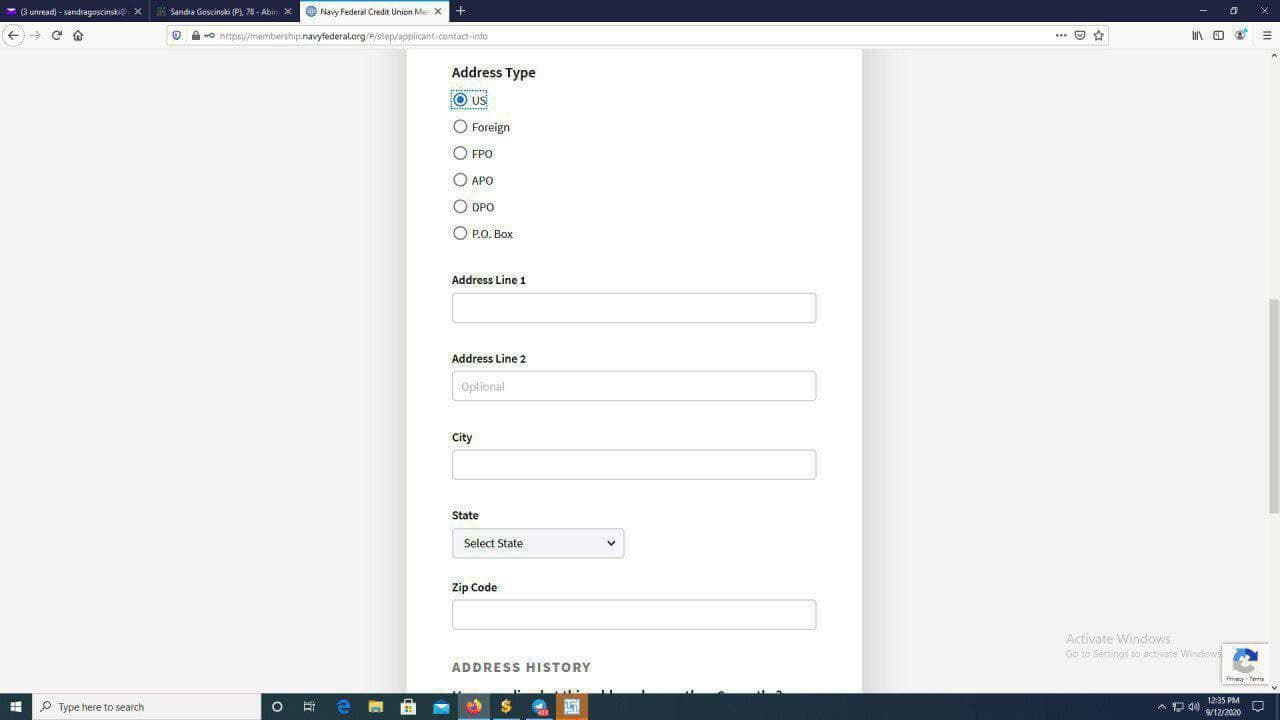 (3 unread) - sandragoscinski@
Sandra Goscinski (P), 78 - Abin
Navy Federal Credit Union Mem
https://membership.navyfederal.org/#/step/applicant-contact-info
Address Type
US
Foreign
FPO
APO
DPO
P.O. Box
Address Line 1
Address Line 2
Optional
City
State
Select State
Zip Code
ADDRESS HISTORY
Activate Windows
Go to Settings to activate Windows
Privacy - Terms
Type here to search
12:35 PM
9/12/2020